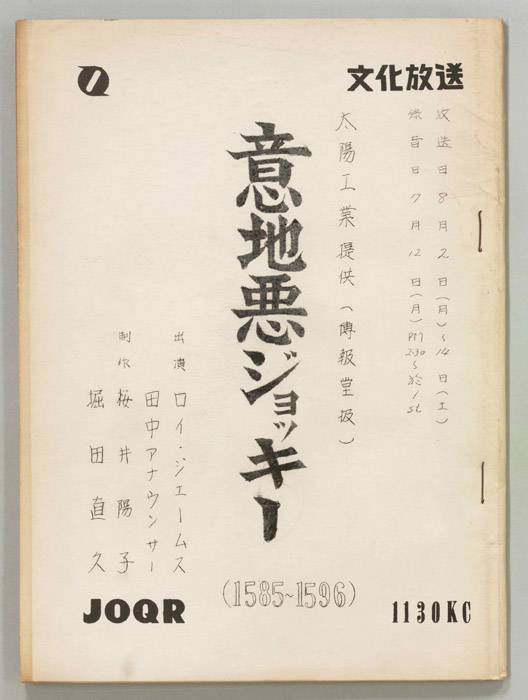 文化放送
放送日 8月2日(月)〜14日(土)
録音日 7月12日(月)PM2:30〜於1st
太陽工業提供(博報堂扱)
意地悪ジョッキー
(1585~1596)
出演 ロイ・ジェームス
田中アナウンサー
制作 桜井陽子
堀田直久
JOQR
1130KC